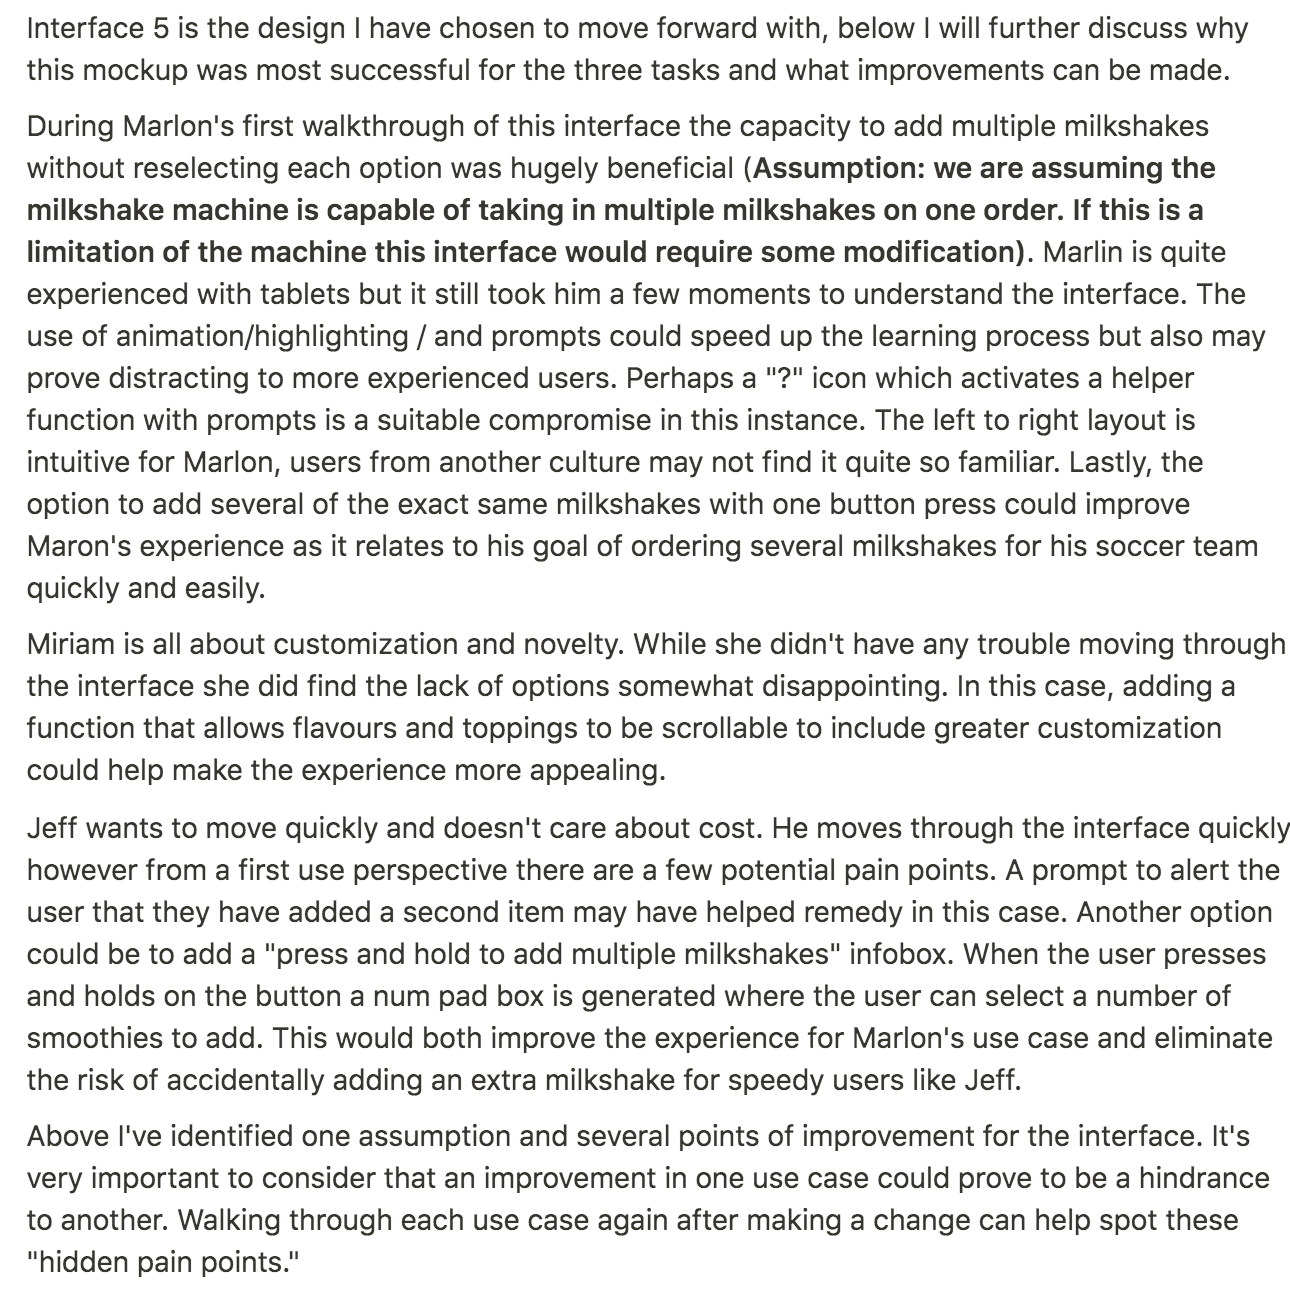 Interface 5 is the design I have chosen to move forward with, below I will further discuss why
this mockup was most successful for the three tasks and what improvements can be made.
During Marlon's first walkthrough of this interface the capacity to add multiple milkshakes
without reselecting each option was hugely beneficial (Assumption: we are assuming the
milkshake machine is capable of taking in multiple milkshakes on one order. If this is a
limitation of the machine this interface would require some modification). Marlin is quite
experienced with tablets but it still took him a few moments to understand the interface. The
use of animation/highlighting / and prompts could speed up the learning process but also may
prove distracting to more experienced users. Perhaps a "?" icon which activates a helper
function with prompts is a suitable compromise in this instance. The left to right layout is
intuitive for Marlon, users from another culture may not find it quite so familiar. Lastly, the
option to add several of the exact same milkshakes with one button press could improve
Maron's experience as it relates to his goal of ordering several milkshakes for his soccer team
quickly and easily.
Miriam is all about customization and novelty. While she didn't have any trouble moving through
the interface she did find the lack of options somewhat disappointing. In this case, adding a
function that allows flavours and toppings to be scrollable to include greater customization
could help make the experience more appealing.
Jeff wants to move quickly and doesn't care about cost. He moves through the interface quickly
however from a first use perspective there are a few potential pain points. A prompt to alert the
user that they have added a second item may have helped remedy in this case. Another option
could be to add a "press and hold to add multiple milkshakes" infobox. When the user presses
and holds on the button a num pad box is generated where the user can select a number of
smoothies to add. This would both improve the experience for Marlon's use case and eliminate
the risk of accidentally adding an extra milkshake for speedy users like Jeff.
Above I've identified one assumption and several points of improvement for the interface. It's
very important to consider that an improvement in one use case could prove to be a hindrance
to another. Walking through each use case again after making a change can help spot these
"hidden pain points."